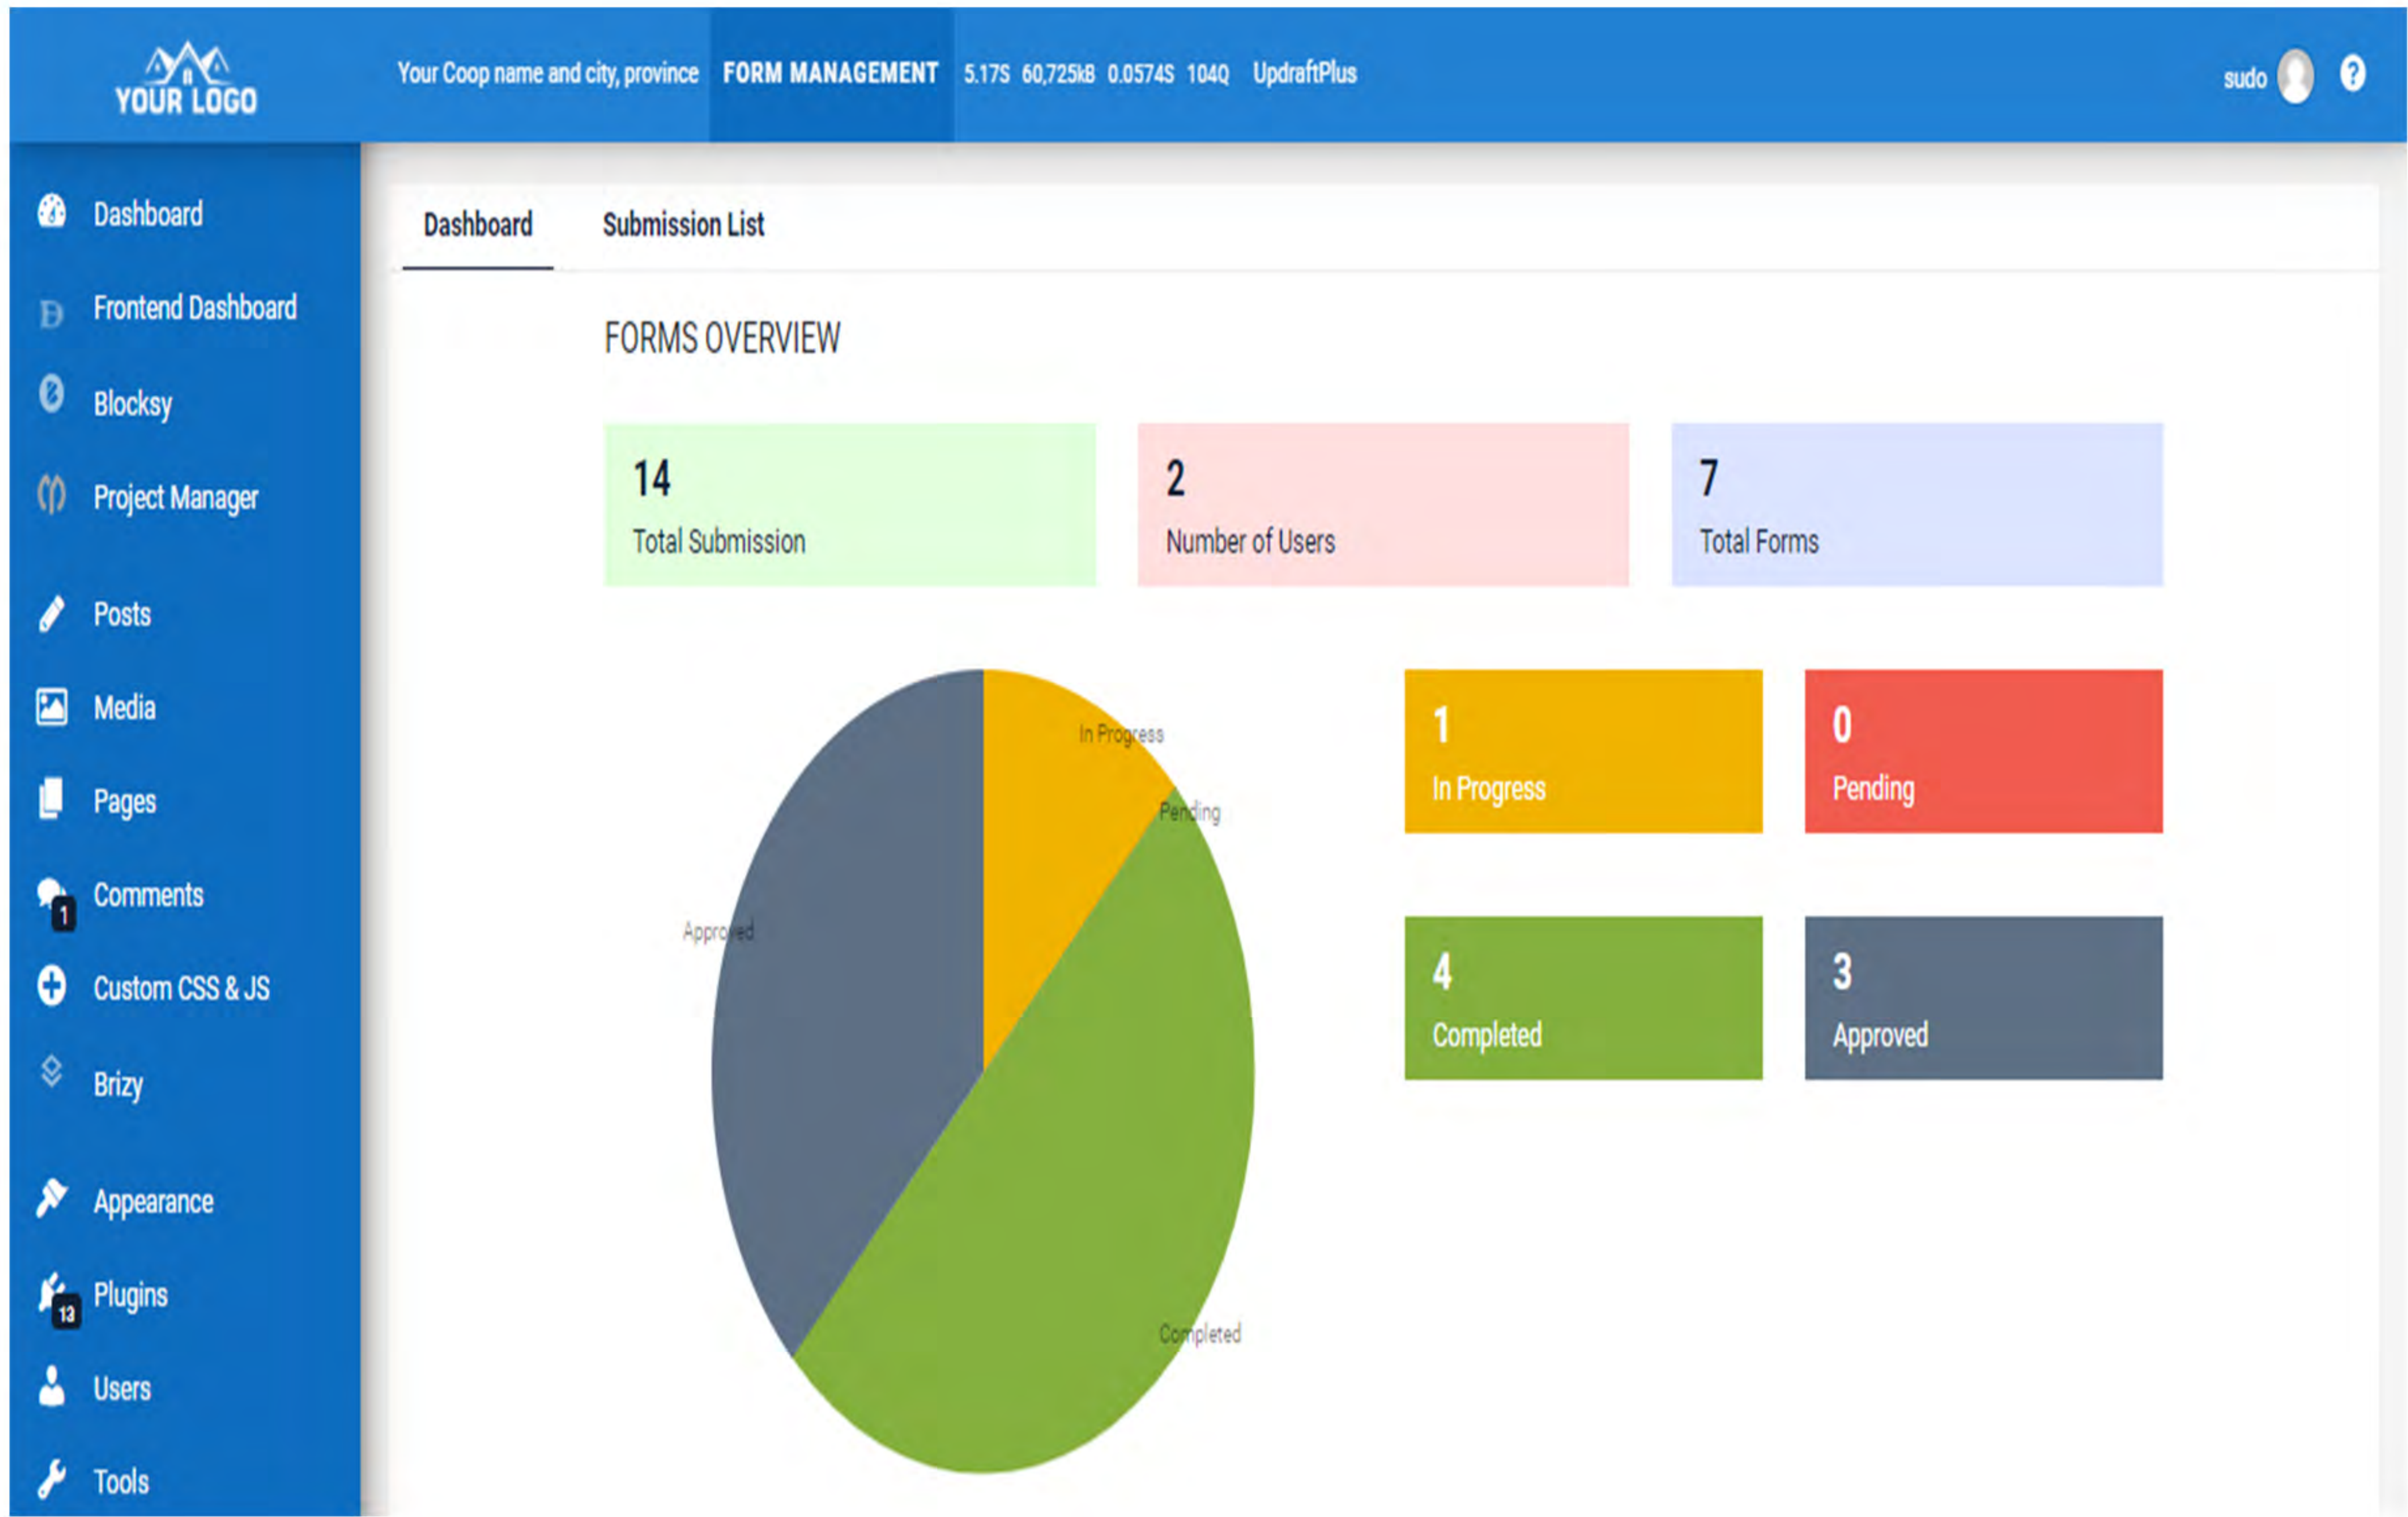 YOUR LOGO
Your Coop name and city, province FORM MANAGEMENT 5.17S 60,725kB 0.0574S 104Q UpdraftPlus
sudo
Dashboard
Frontend Dashboard
Blocksy
Project Manager
Posts
Media
Pages
Comments
1
Custom CSS & JS
Brizy
Appearance
Plugins
13
Users
Tools
Dashboard Submission List
FORMS OVERVIEW
14
Total Submission
2
Number of Users
7
Total Forms
In Progress
Pending
Approved
Completed
1
In Progress
0
Pending
4
Completed
3
Approved